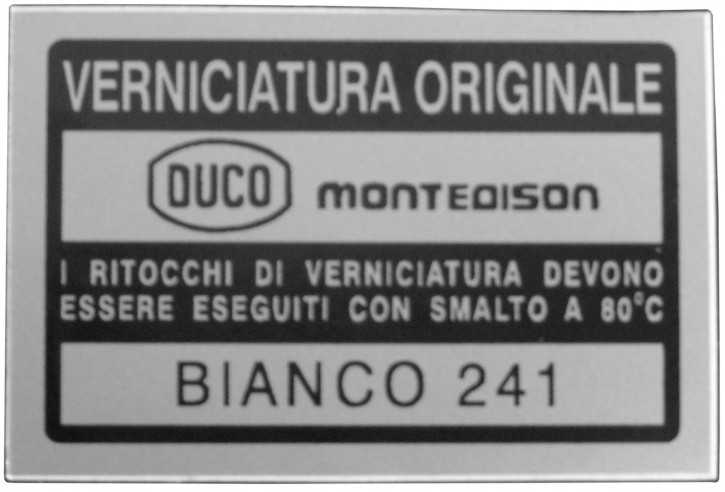 VERNICIATURA ORIGINALE
DUCO MONTEDISON
I RITOCCHI DI VERNICIATURA DEVONO
ESSERE ESEGUITI CON SMALTO A 80°C
BIANCO 241